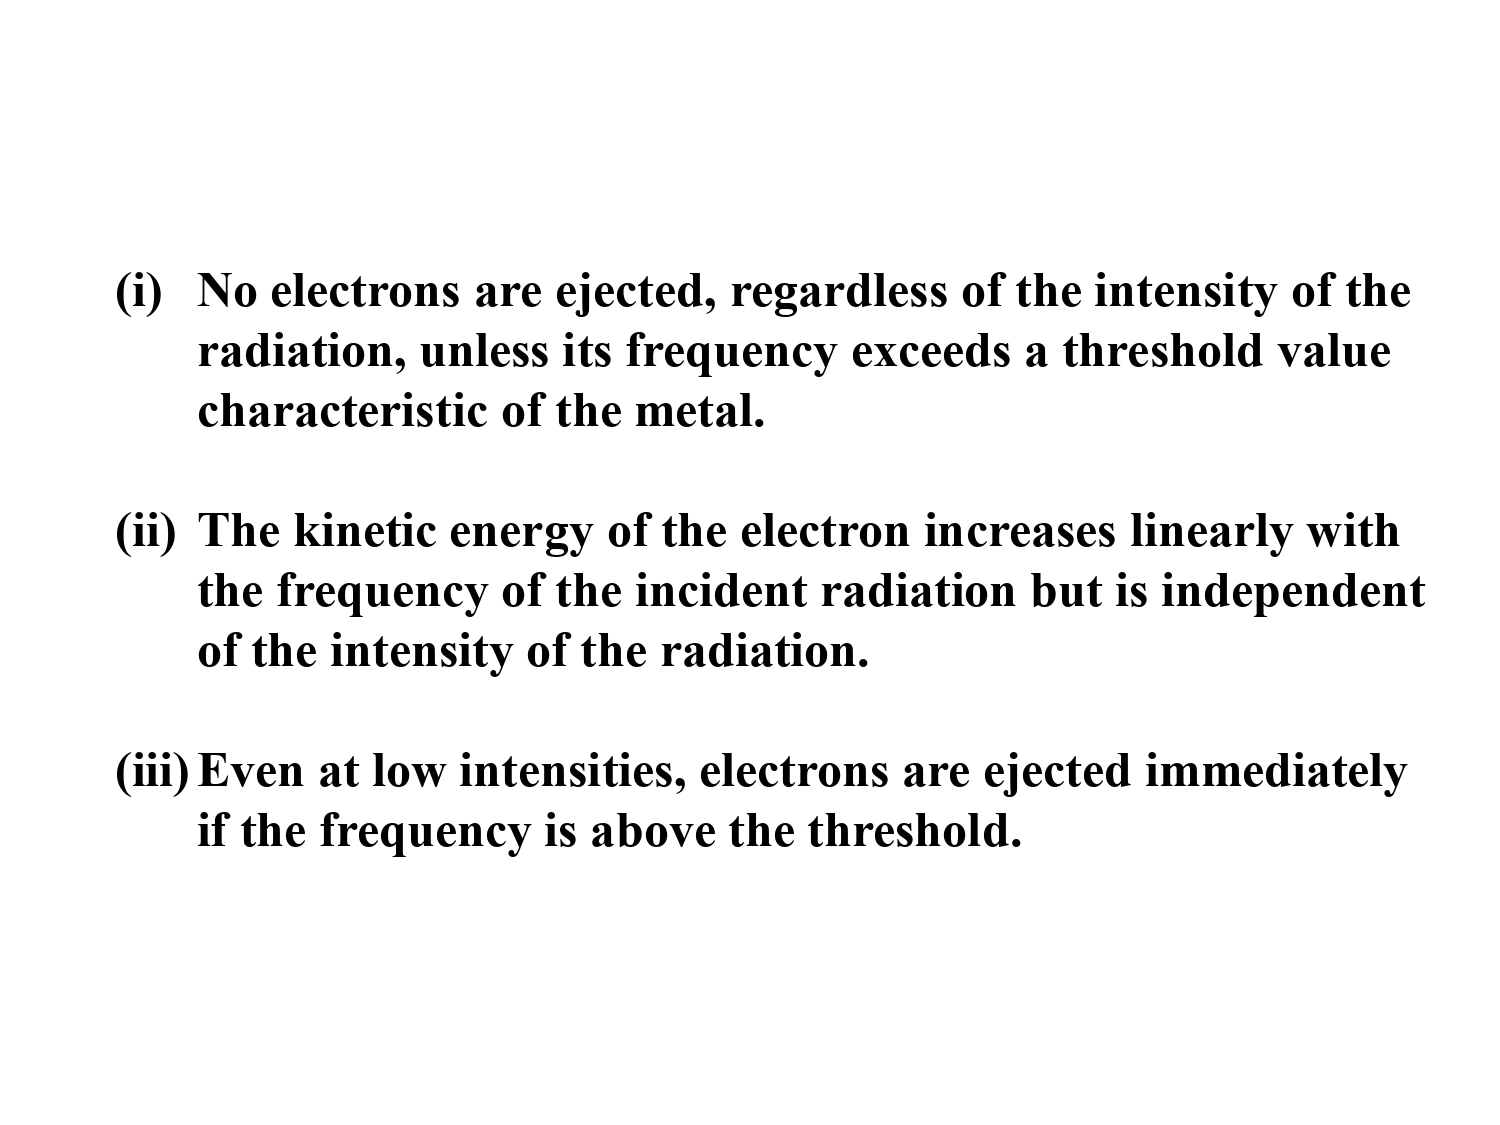 (i) No electrons are ejected, regardless of the intensity of the
radiation, unless its frequency exceeds a threshold value
characteristic of the metal.
(ii) The kinetic energy of the electron increases linearly with
the frequency of the incident radiation but is independent
of the intensity of the radiation.
(iii) Even at low intensities, electrons are ejected immediately
if the frequency is above the threshold.